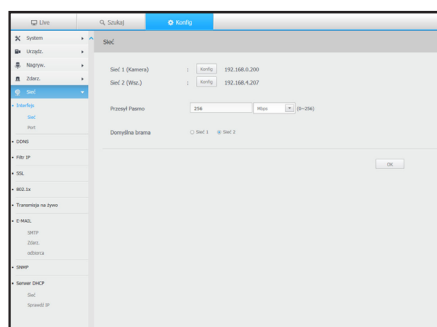 Live
Szukaj
Konfig
System
Urządz.
Nagryw.
Zdarz.
Sieć
Interfejs
Sieć
Port
DDNS
Filtr IP
SSL
802.1x
Transmisja na żywo
E-MAIL
SMTP
Zdarz.
odbiorca
SNMP
Serwer DHCP
Sieć
Sprawdź IP
Sieć
Sieć 1 (Kamera) : Konfig 192.168.0.200
Sieć 2 (Wsz.) : Konfig 192.168.4.207
Przesył Pasmo 256 Mbps (0~256)
Domyślna brama Sieć 1 Sieć 2
OK